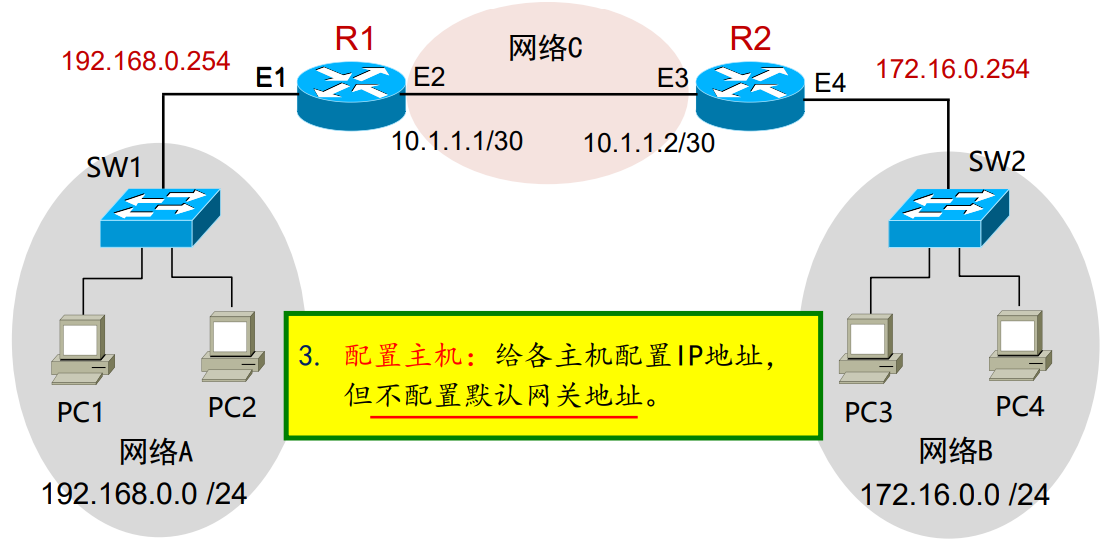 R1
网络C
R2
192.168.0.254
E1
E2
E3
E4
172.16.0.254
10.1.1.1/30
10.1.1.2/30
SW1
SW2
3. 配置主机：给各主机配置IP地址，
但不配置默认网关地址。
PC1
PC2
PC3
PC4
网络A
192.168.0.0 /24
网络B
172.16.0.0 /24